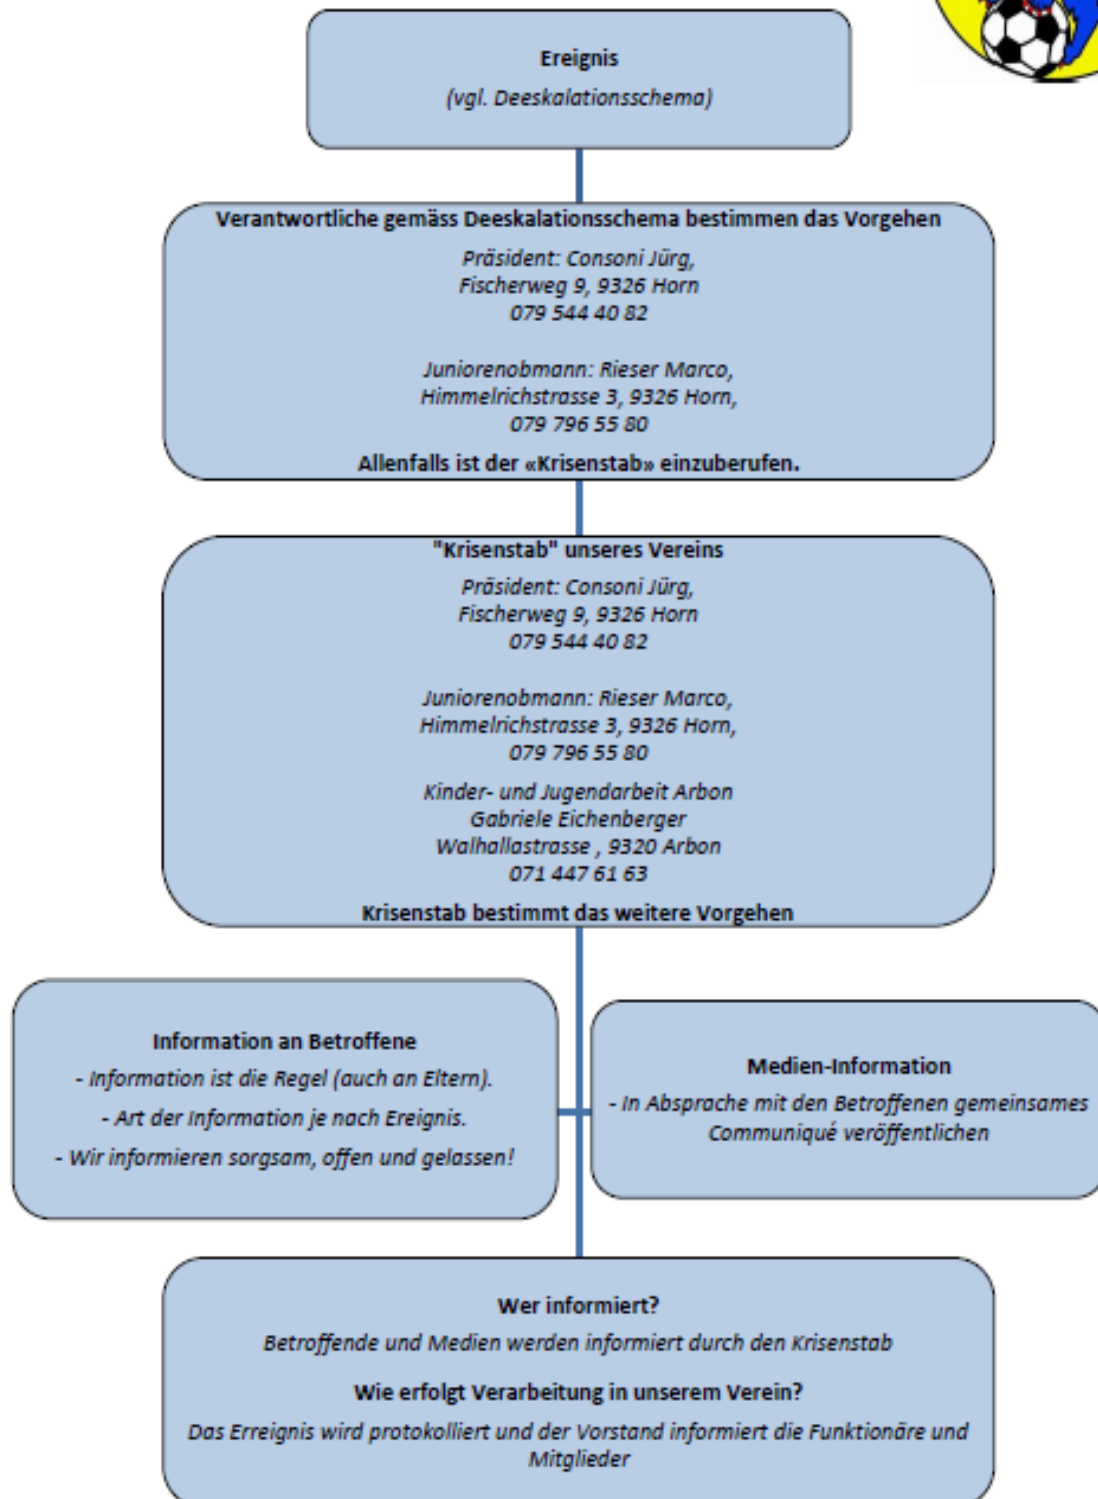 Ereignis
(vgl. Deeskalationsschema)
Verantwortliche gemäss Deeskalationsschema bestimmen das Vorgehen
Präsident: Consoni Jürg,
Fischerweg 9, 9326 Horn
079 544 40 82
Juniorenobmann: Rieser Marco,
Himmelrichstrasse 3, 9326 Horn,
079 796 55 80
Allenfalls ist der «Krisenstab» einzuberufen.
"Krisenstab" unseres Vereins
Präsident: Consoni Jürg,
Fischerweg 9, 9326 Horn
079 544 40 82
Juniorenobmann: Rieser Marco,
Himmelrichstrasse 3, 9326 Horn,
079 796 55 80
Kinder- und Jugendarbeit Arbon
Gabriele Eichenberger
Walhallastrasse , 9320 Arbon
071 447 61 63
Krisenstab bestimmt das weitere Vorgehen
Information an Betroffene
- Information ist die Regel (auch an Eltern).
- Art der Information je nach Ereignis.
- Wir informieren sorgsam, offen und gelassen!
Medien-Information
- In Absprache mit den Betroffenen gemeinsames
Communiqué veröffentlichen
Wer informiert?
Betroffende und Medien werden informiert durch den Krisenstab
Wie erfolgt Verarbeitung in unserem Verein?
Das Erreignis wird protokolliert und der Vorstand informiert die Funktionäre und
Mitglieder